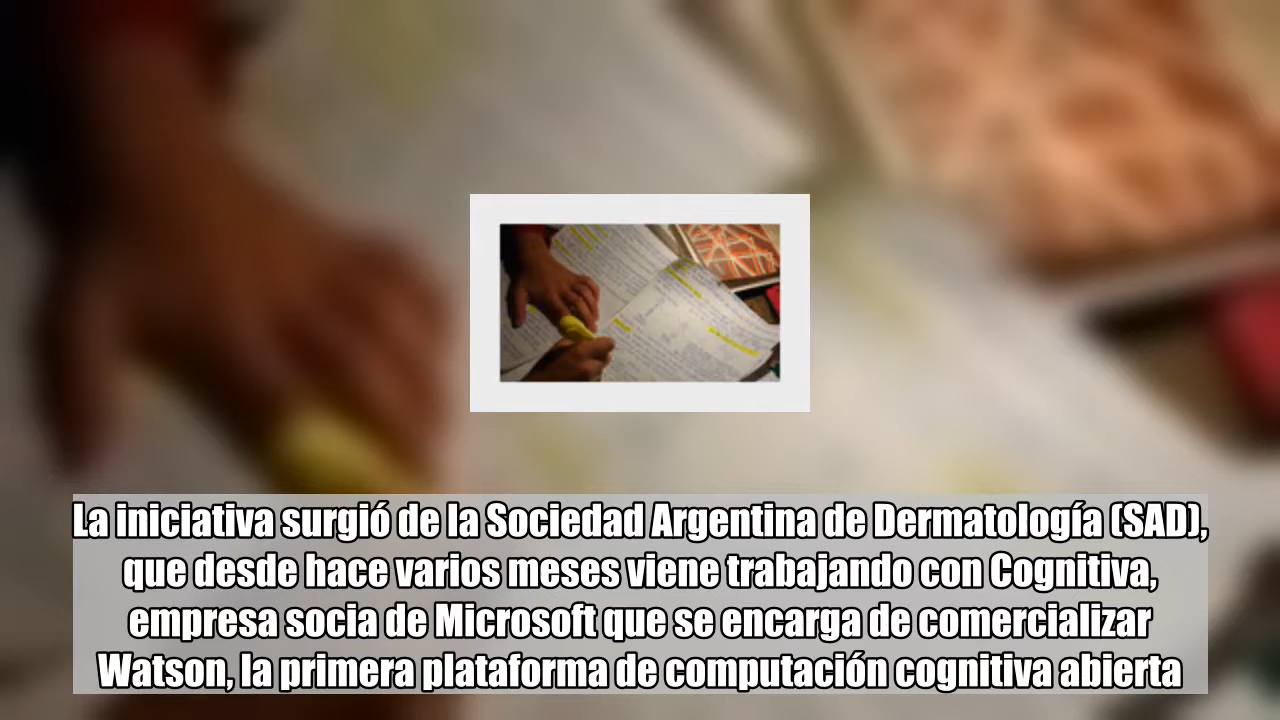 La iniciativa surgió de la Sociedad Argentina de Dermatología (SAD),
que desde hace varios meses viene trabajando con Cognitiva,
empresa socia de Microsoft que se encarga de comercializar
Watson, la primera plataforma de computación cognitiva abierta